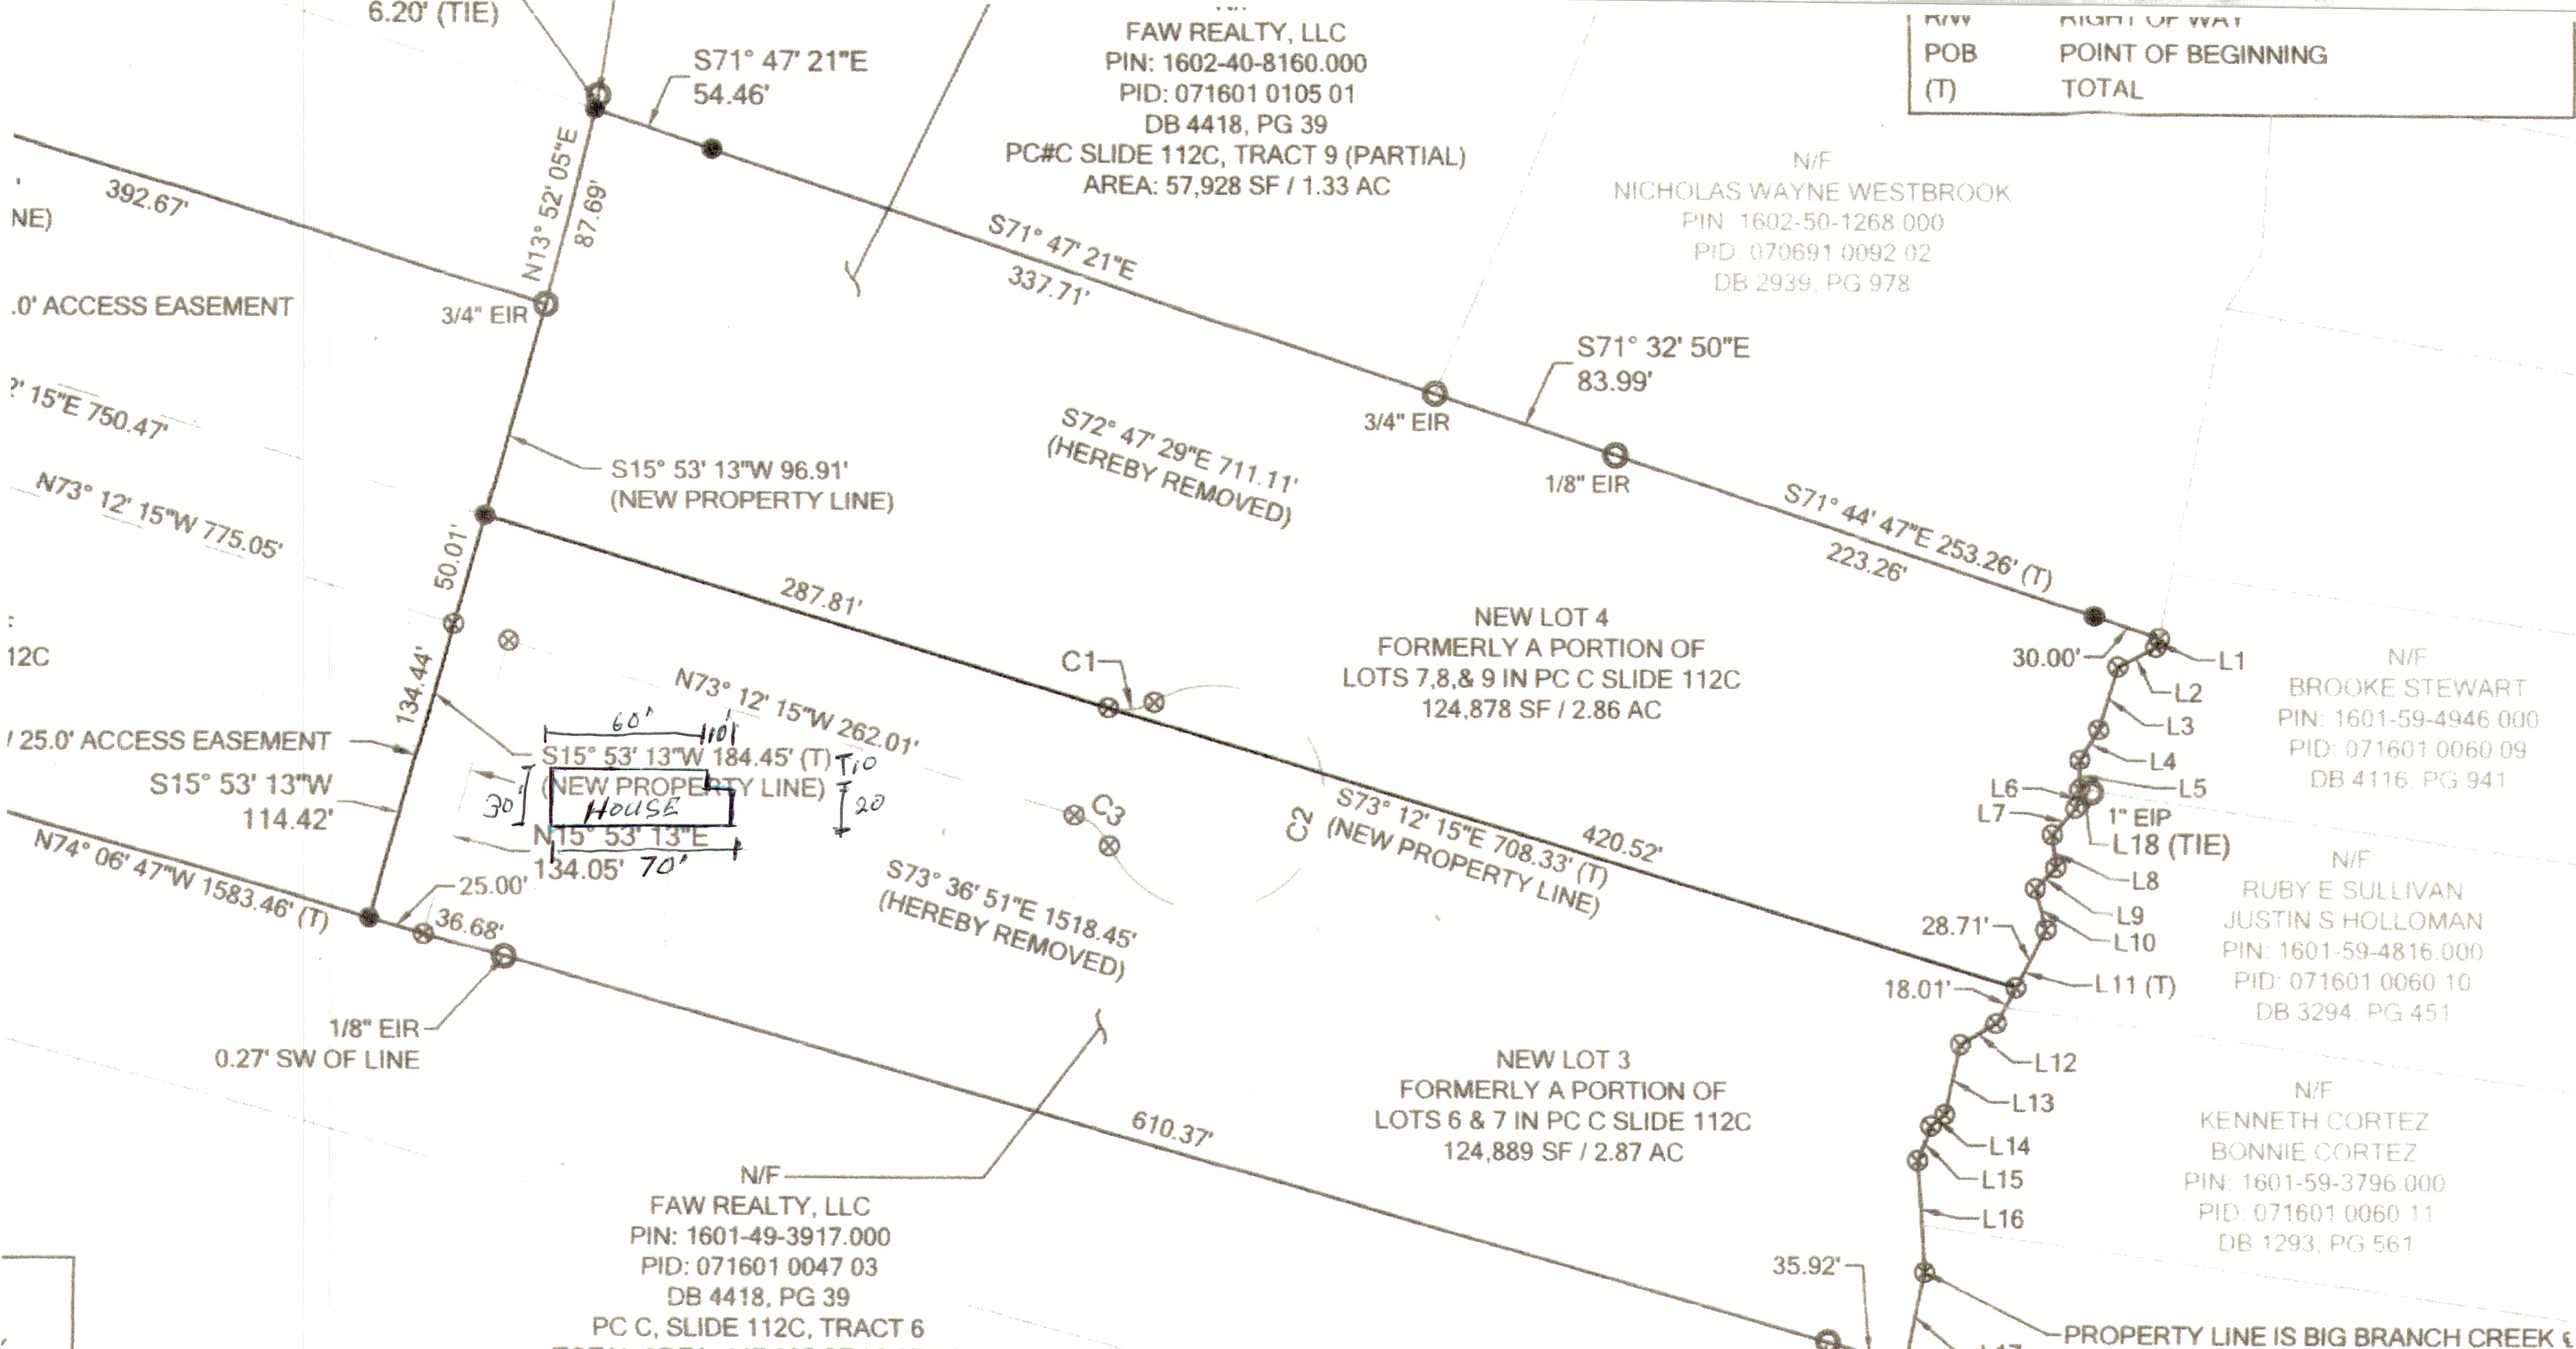 6.20' (TIE)
S71° 47' 21"E
54.46'
FAW REALTY, LLC
PIN: 1602-40-8160.000
PID: 071601 0105 01
DB 4418, PG 39
PC#C SLIDE 112C, TRACT 9 (PARTIAL)
AREA: 57,928 SF / 1.33 AC
R/W RIGHT OF WAY
POB POINT OF BEGINNING
(T) TOTAL
N/F
NICHOLAS WAYNE WESTBROOK
PIN 1602-50-1268 000
PID: 070691 0092 02
DB 2939, PG 978
392.67'
NE)
N13° 52' 05"E
87.69'
.0' ACCESS EASEMENT
3/4" EIR
S71° 47' 21"E
337.71'
S71° 32' 50"E
83.99'
3/4" EIR
1/8" EIR
' 15"E 750.47'
N73° 12' 15"W 775.05'
S15° 53' 13"W 96.91'
(NEW PROPERTY LINE)
S72° 47' 29"E 711.11'
(HEREBY REMOVED)
S71° 44' 47"E 253.26' (T)
223.26'
50.01'
287.81'
NEW LOT 4
FORMERLY A PORTION OF
LOTS 7,8,& 9 IN PC C SLIDE 112C
124,878 SF / 2.86 AC
30.00'
L1
L2
L3
L4
L5
L6
L7
1" EIP
L18 (TIE)
L8
L9
L10
28.71'
L11 (T)
18.01'
N/F
BROOKE STEWART
PIN: 1601-59-4946.000
PID: 071601 0060 09
DB 4116, PG 941
12C
134.44'
C1
N73° 12' 15"W 262.01'
60'
10'
/ 25.0' ACCESS EASEMENT
S15° 53' 13"W 184.45' (T)
(NEW PROPERTY LINE)
10
20
30'
HOUSE
S15° 53' 13"W
114.42'
N15° 53' 13"E
134.05'
70'
C3
C2
S73° 12' 15"E 708.33' (T)
(NEW PROPERTY LINE)
420.52'
N74° 06' 47"W 1583.46' (T)
25.00'
36.68'
S73° 36' 51"E 1518.45'
(HEREBY REMOVED)
N/F
RUBY E SULLIVAN
JUSTIN S HOLLOMAN
PIN: 1601-59-4816.000
PID: 071601 0060 10
DB 3294. PG 451
1/8" EIR
0.27' SW OF LINE
610.37'
NEW LOT 3
FORMERLY A PORTION OF
LOTS 6 & 7 IN PC C SLIDE 112C
124,889 SF / 2.87 AC
L12
L13
L14
L15
L16
N/F
KENNETH CORTEZ
BONNIE CORTEZ
PIN: 1601-59-3796.000
PID: 071601 0060 11
DB 1293, PG 561
N/F
FAW REALTY, LLC
PIN: 1601-49-3917.000
PID: 071601 0047 03
DB 4418, PG 39
PC C, SLIDE 112C, TRACT 6
35.92'
PROPERTY LINE IS BIG BRANCH CREEK